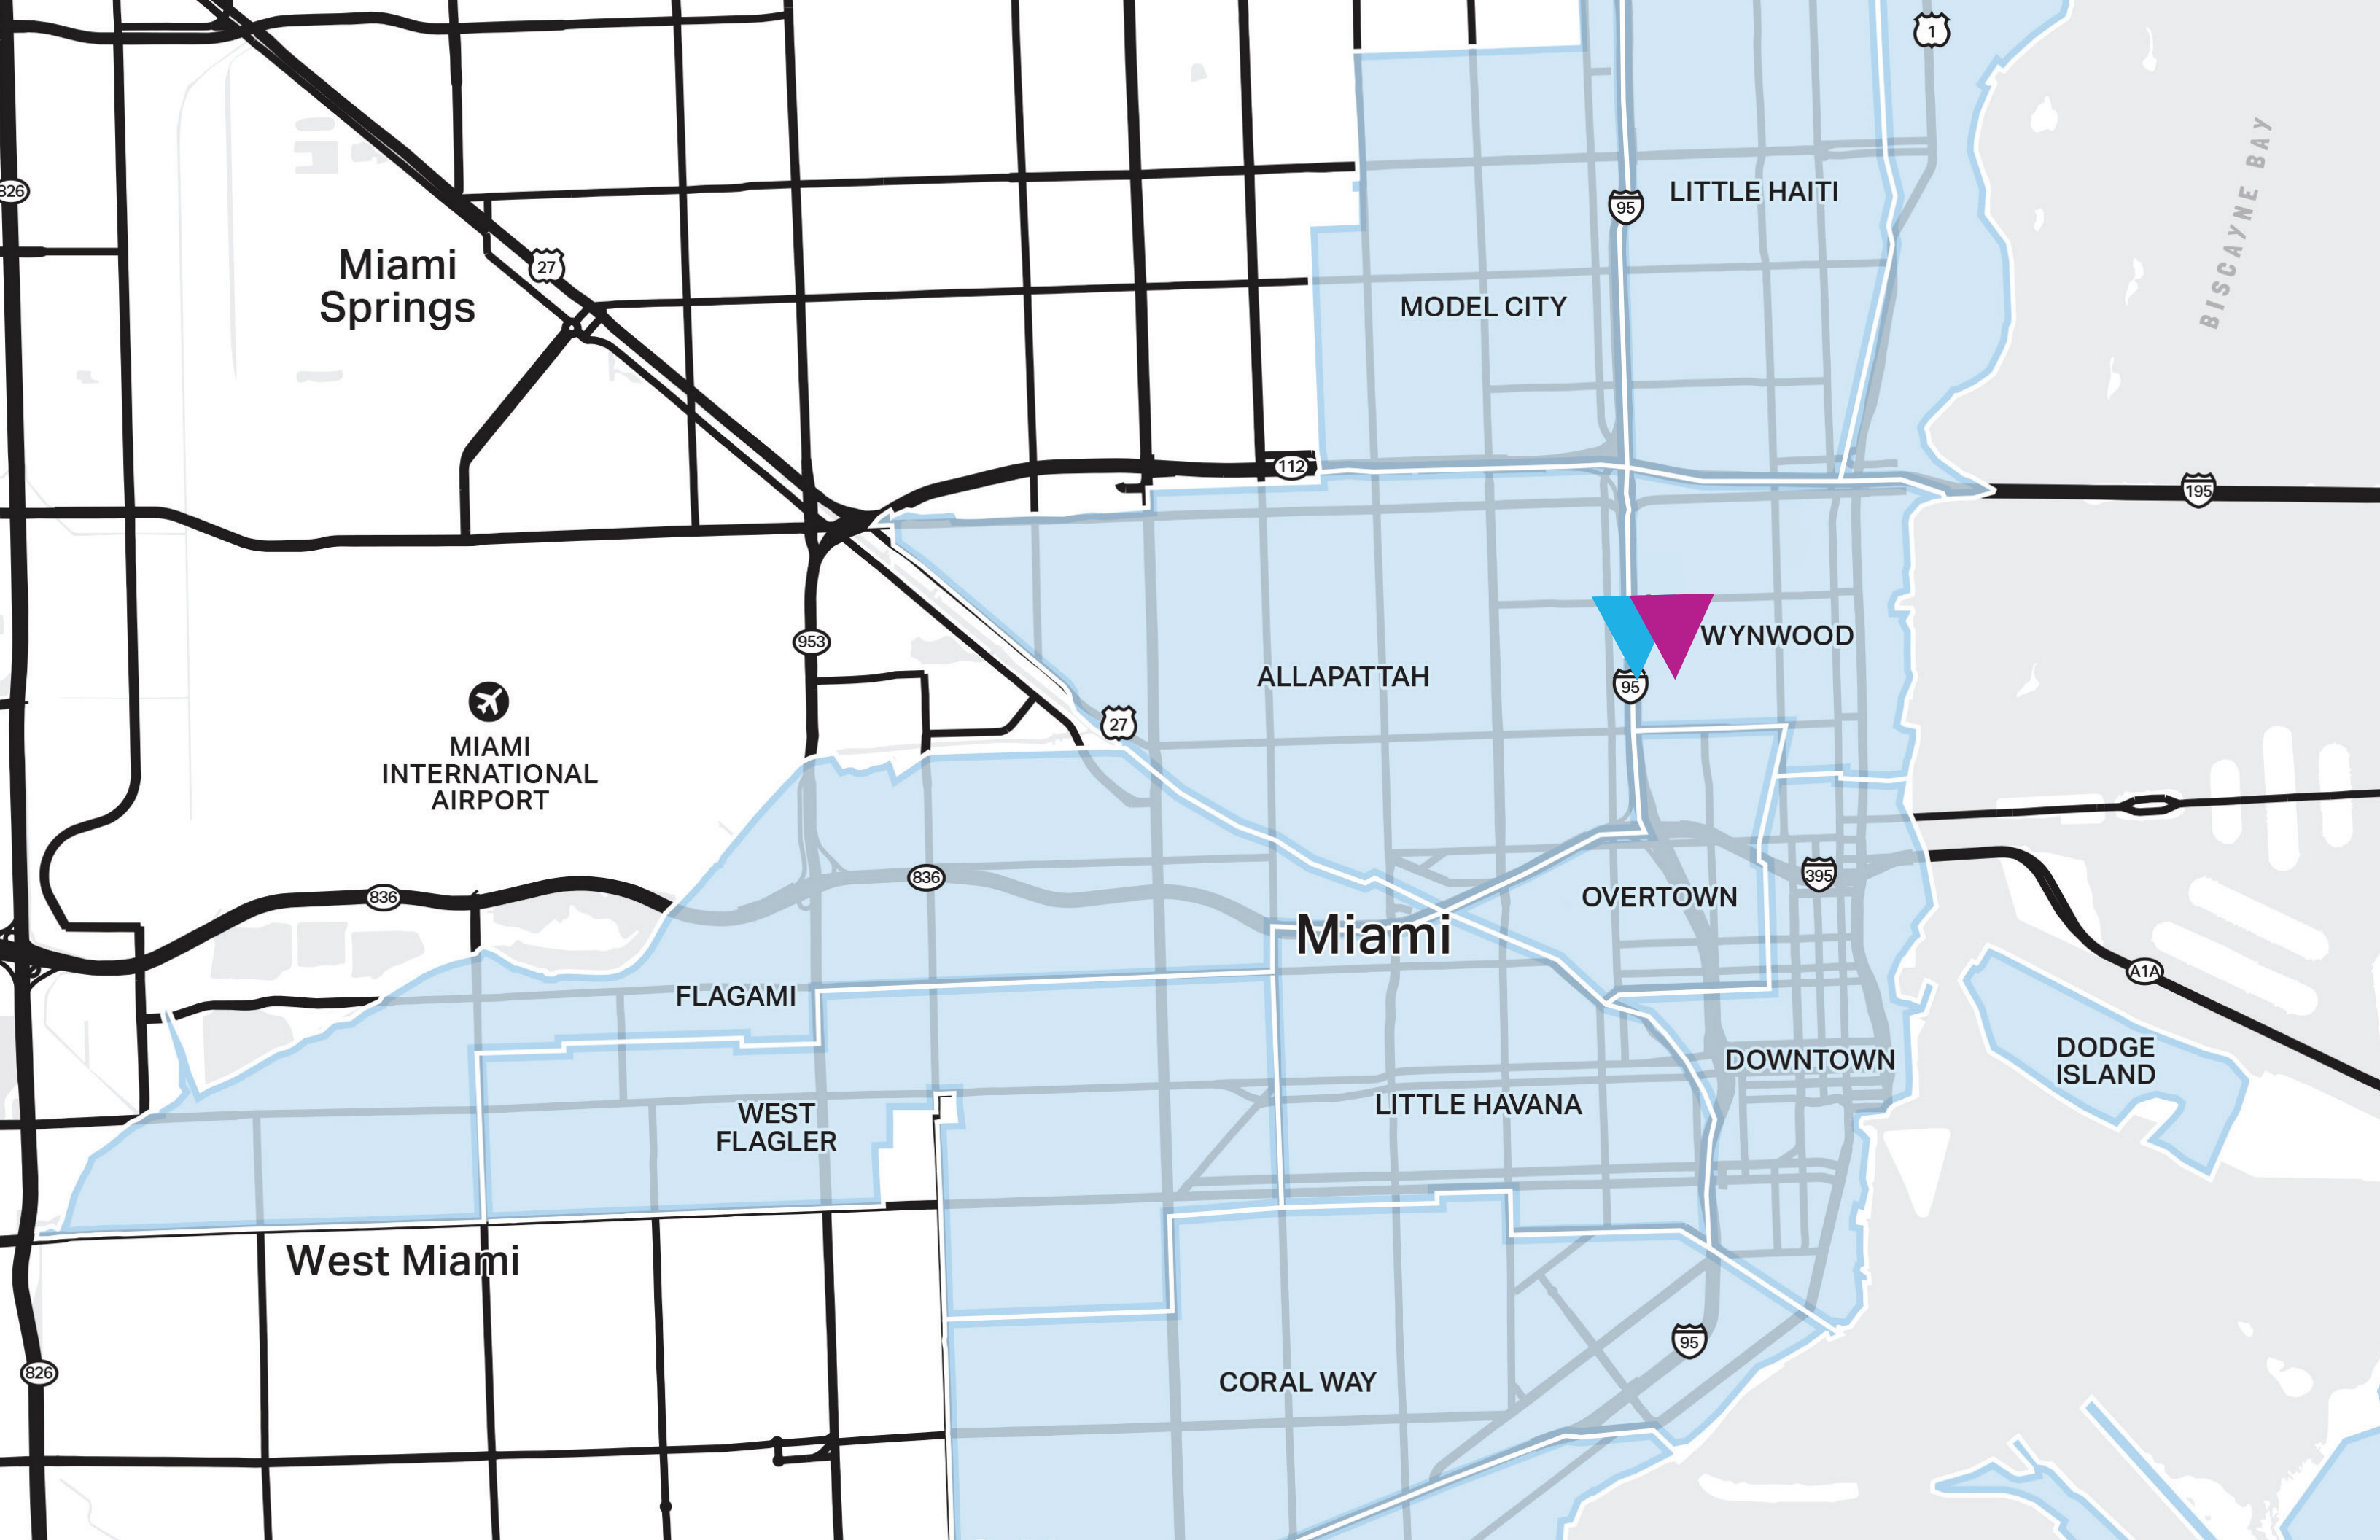 1
826
LITTLE HAITI
95
BISCAYNE BAY
Miami
Springs
27
MODEL CITY
112
195
953
WYNWOOD
ALLAPATTAH
95
27
MIAMI
INTERNATIONAL
AIRPORT
836
836
395
OVERTOWN
Miami
A1A
FLAGAMI
DOWNTOWN
DODGE
ISLAND
WEST
FLAGLER
LITTLE HAVANA
West Miami
95
826
CORAL WAY